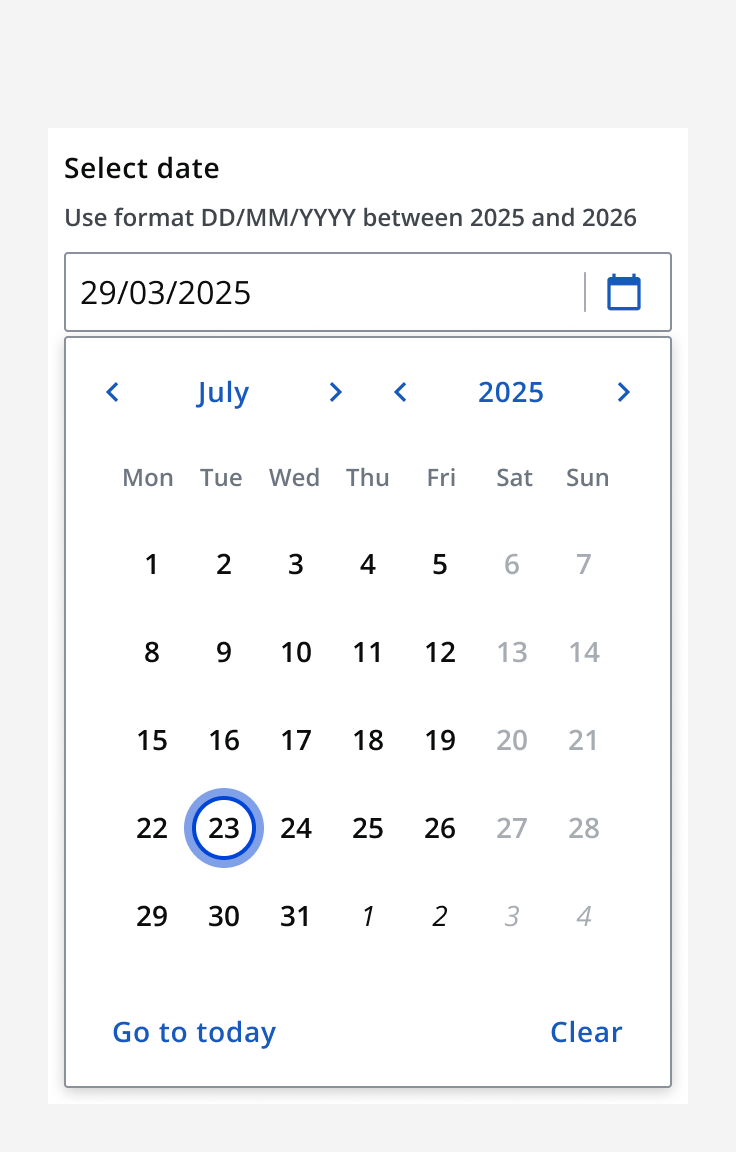 Select date
Use format DD/MM/YYYY between 2025 and 2026
29/03/2025
July 2025
Mon Tue Wed Thu Fri Sat Sun
1 2 3 4 5 6 7
8 9 10 11 12 13 14
15 16 17 18 19 20 21
22 23 24 25 26 27 28
29 30 31 1 2 3 4
Go to today Clear